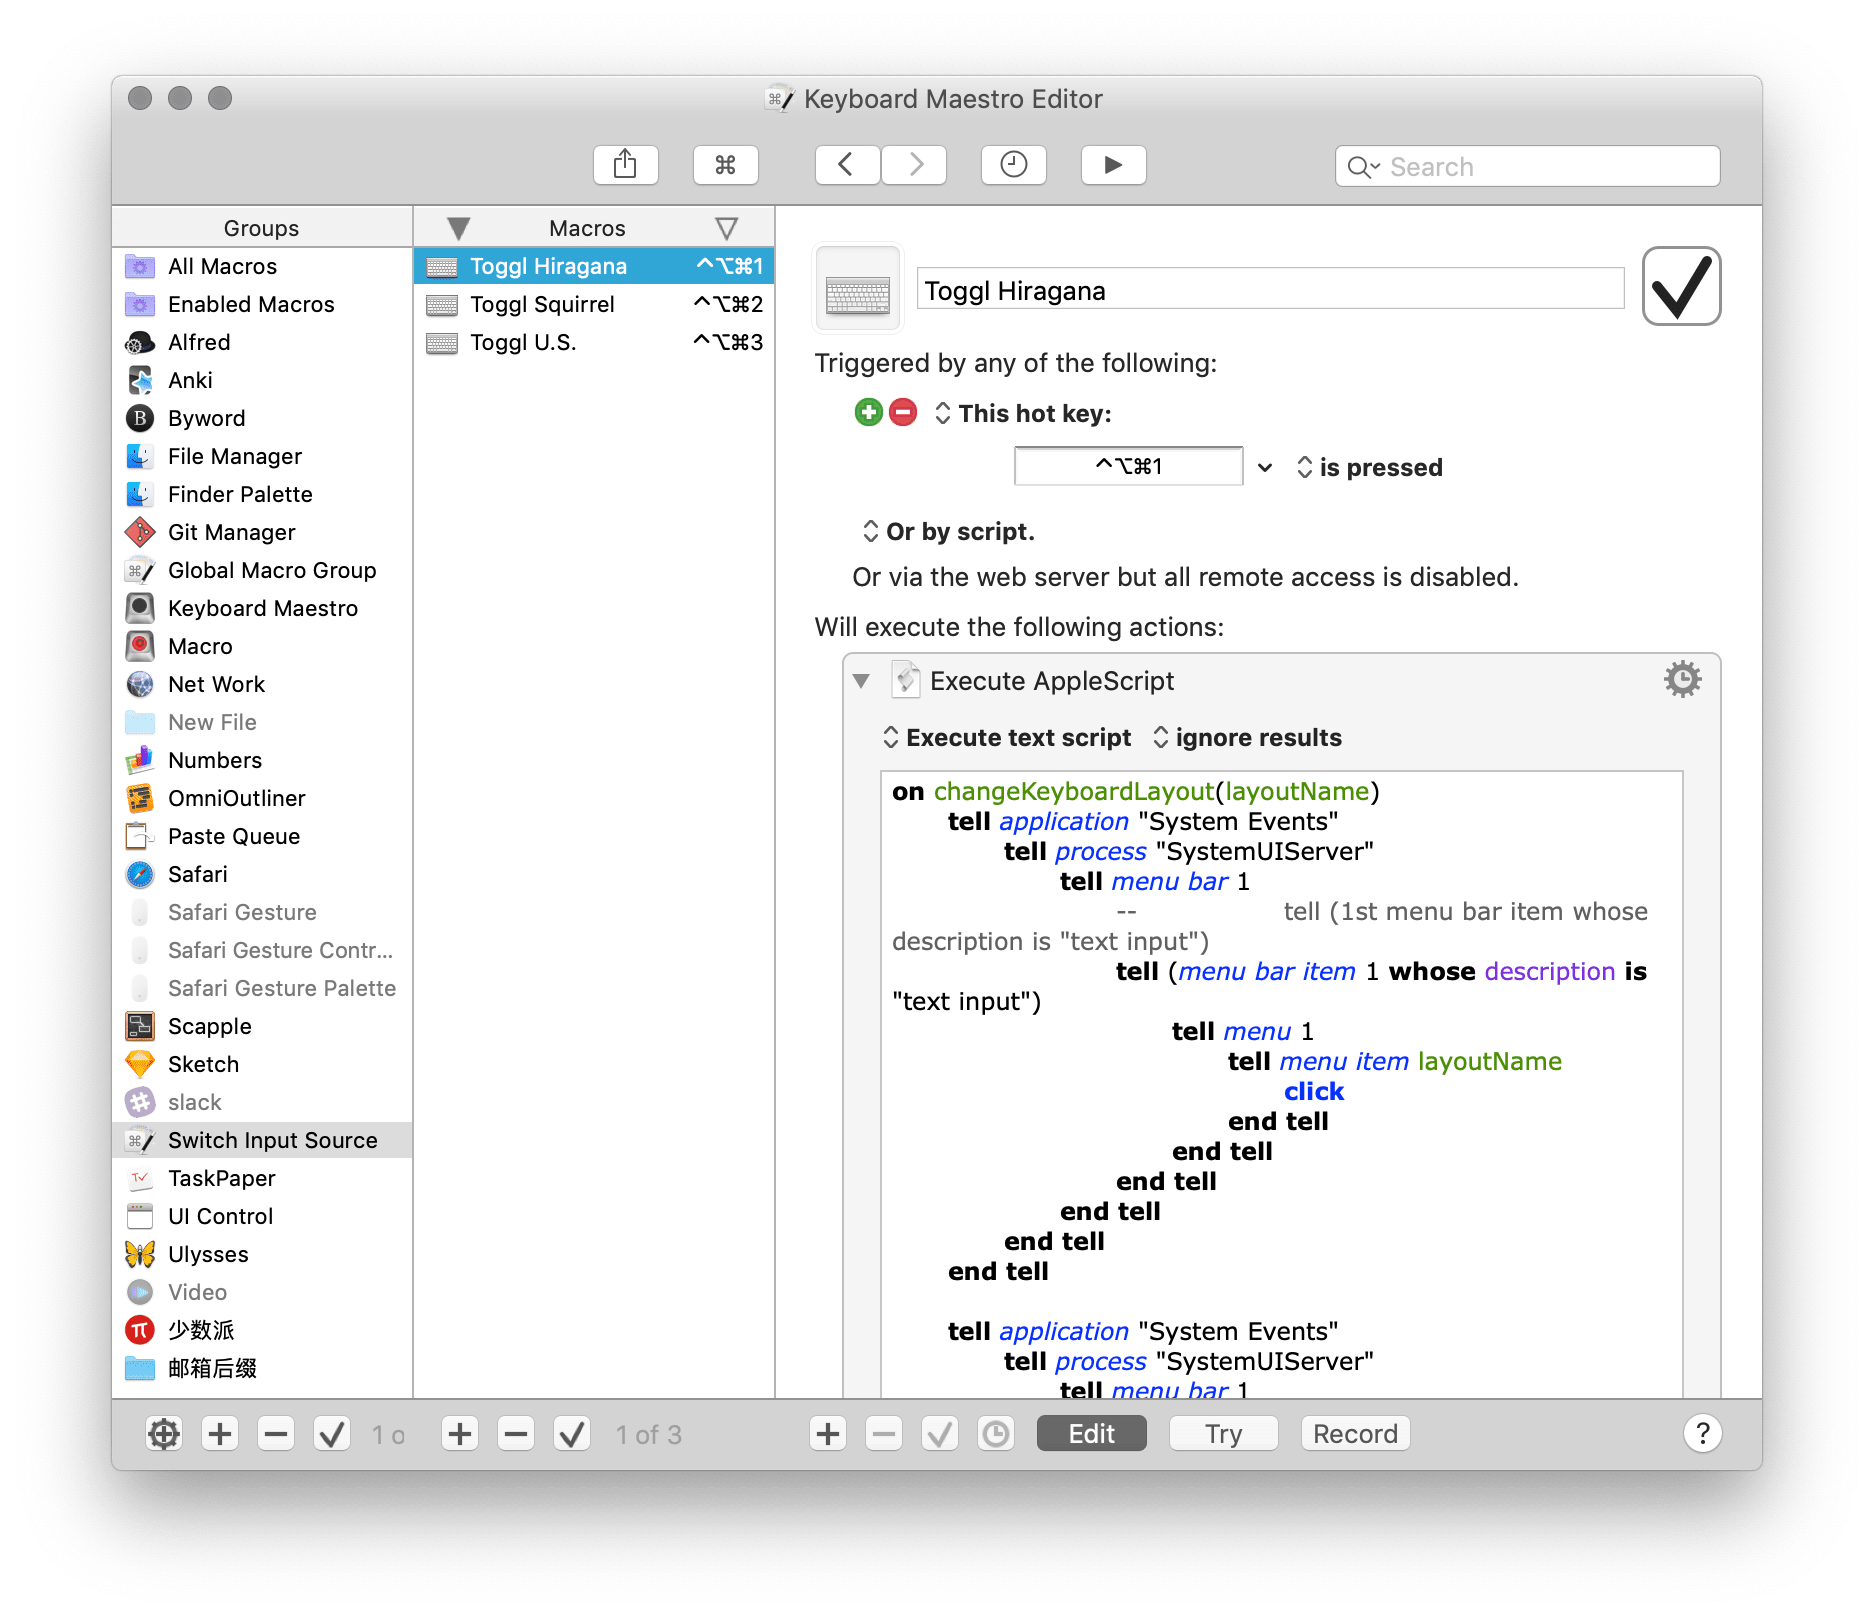 Keyboard Maestro Editor
⌘
Search
Groups
All Macros
Enabled Macros
Alfred
Anki
Byword
File Manager
Finder Palette
Git Manager
Global Macro Group
Keyboard Maestro
Macro
Net Work
New File
Numbers
OmniOutliner
Paste Queue
Safari
Safari Gesture
Safari Gesture Contr...
Safari Gesture Palette
Scapple
Sketch
slack
Switch Input Source
TaskPaper
UI Control
Ulysses
Video
少数派
邮箱后缀
1 o
Macros
Toggl Hiragana ^⌥⌘1
Toggl Squirrel ^⌥⌘2
Toggl U.S. ^⌥⌘3
1 of 3
Toggl Hiragana
Triggered by any of the following:
This hot key:
^⌥⌘1 is pressed
Or by script.
Or via the web server but all remote access is disabled.
Will execute the following actions:
Execute AppleScript
Execute text script ignore results
on changeKeyboardLayout(layoutName)
tell application "System Events"
tell process "SystemUIServer"
tell menu bar 1
-- tell (1st menu bar item whose
description is "text input")
tell (menu bar item 1 whose description is
"text input")
tell menu 1
tell menu item layoutName
click
end tell
end tell
end tell
end tell
end tell
end tell
tell application "System Events"
tell process "SystemUIServer"
tell menu bar 1
Edit Try Record ?